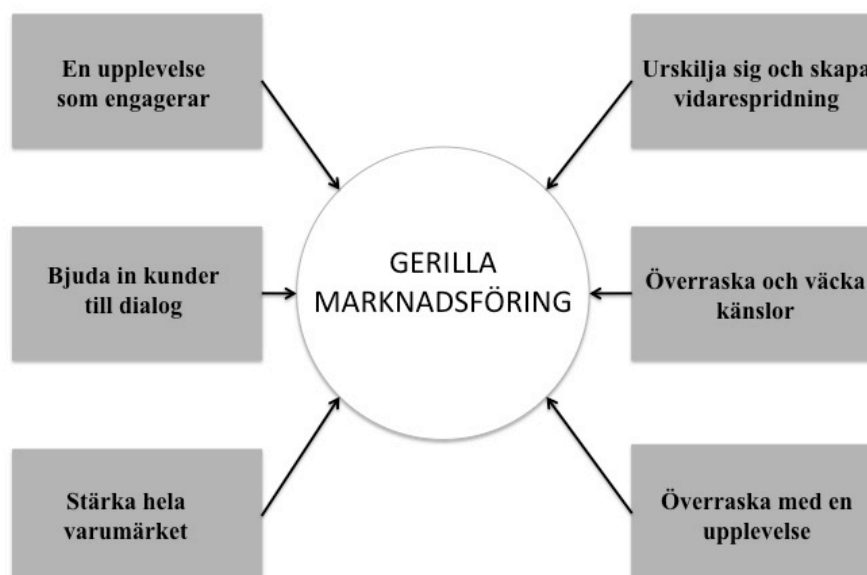 En upplevelse
som engagerar
Urskilja sig och skapa
vidarespridning
Bjuda in kunder
till dialog
GERILLA
MARKNADSFÖRING
Överraska och väcka
känslor
Stärka hela
varumärket
Överraska med en
upplevelse